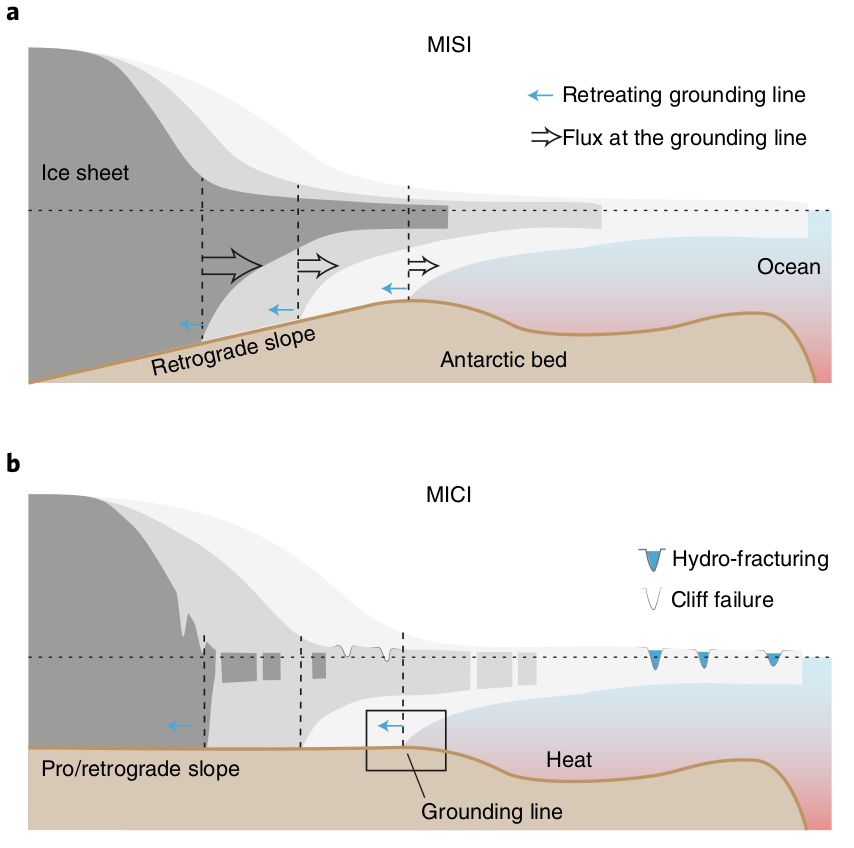 a
MISI
Retreating grounding line
Flux at the grounding line
Ice sheet
Ocean
Retrograde slope
Antarctic bed
b
MICI
Hydro-fracturing
Cliff failure
Pro/retrograde slope
Heat
Grounding line